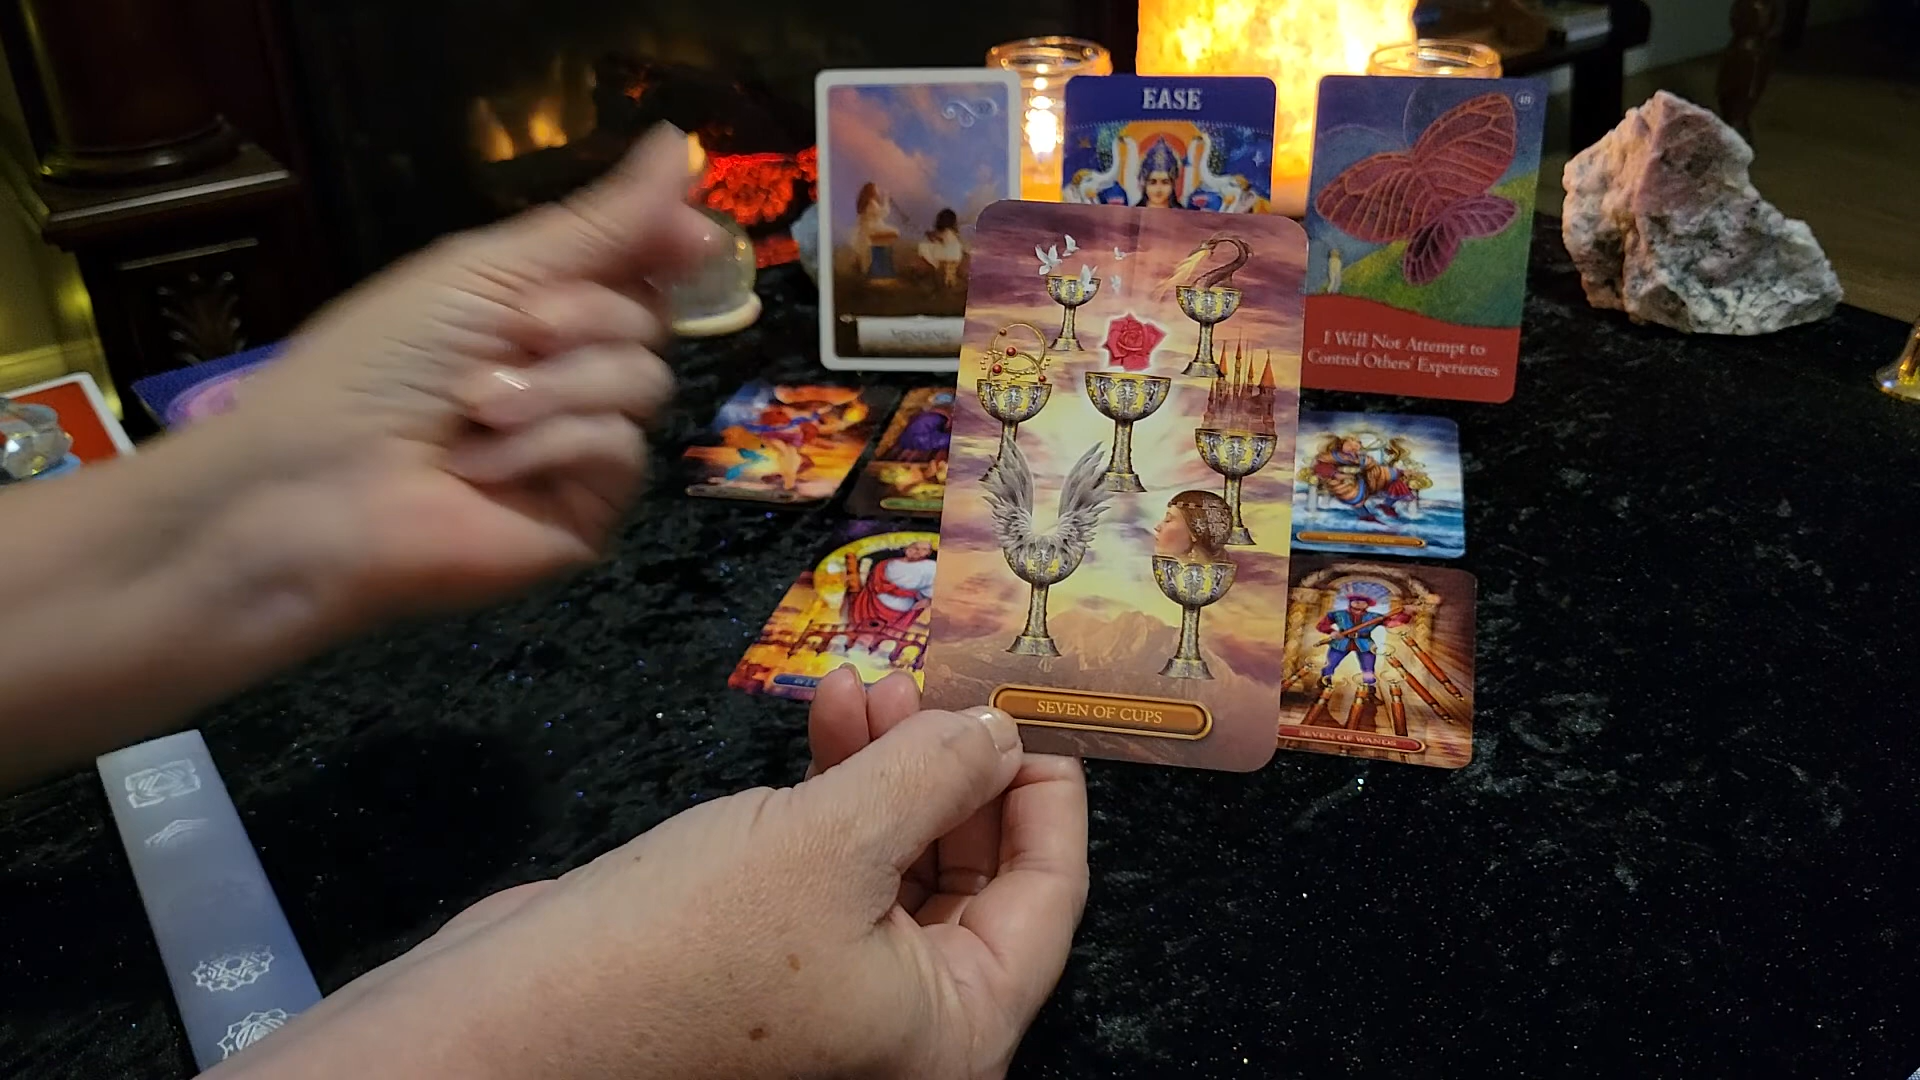 EASE
I Will Not Attempt to
Control Others' Experiences
SEVEN OF CUPS
SEVEN OF WANDS